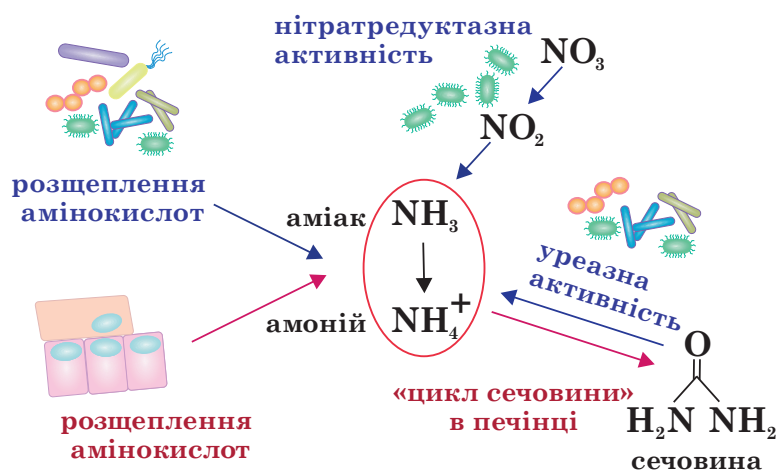 нітратредуктазна
активність
NO₃
NO₂
розщеплення
амінокислот
аміак NH₃
амоній NH₄⁺
уреазна
активність
розщеплення
амінокислот
«цикл сечовини»
в печінці
O
H₂N NH₂
сечовина